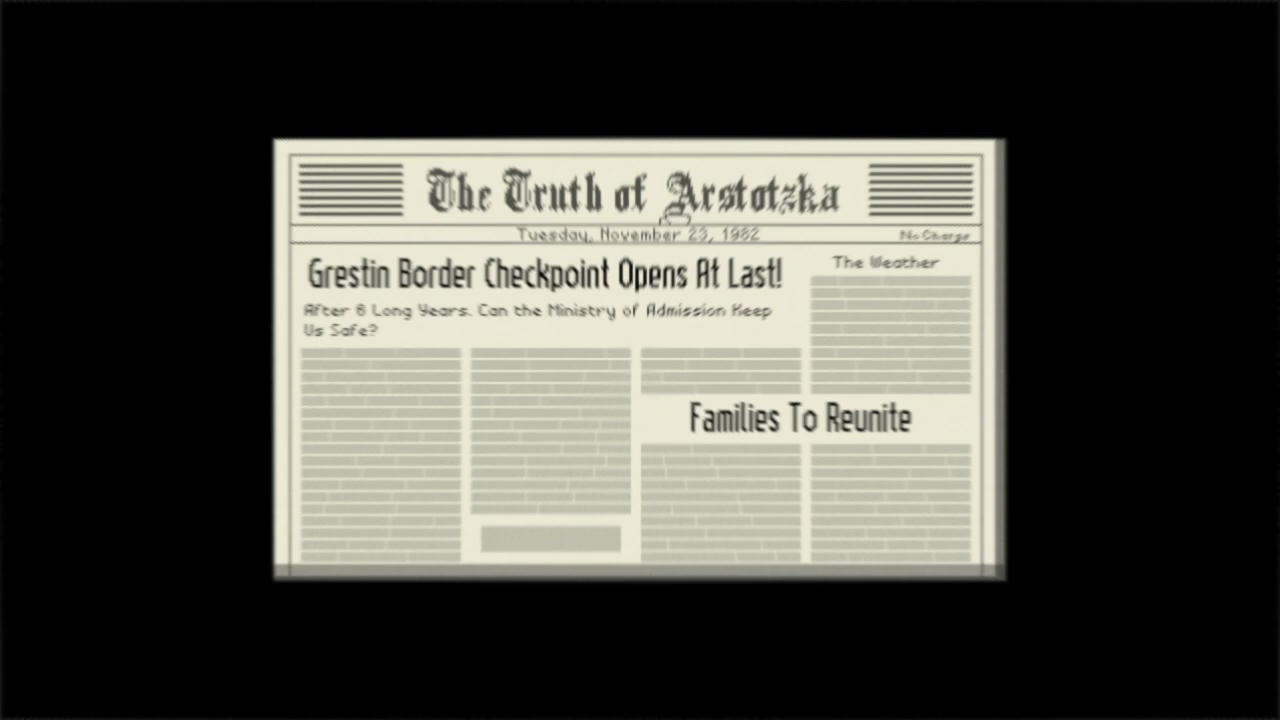 The Truth of Arstotzka
Tuesday, November 23, 1982
No Charge
Grestin Border Checkpoint Opens At Last!
The Weather
After 6 Long Years. Can the Ministry of Admission Keep
Us Safe?
Families To Reunite